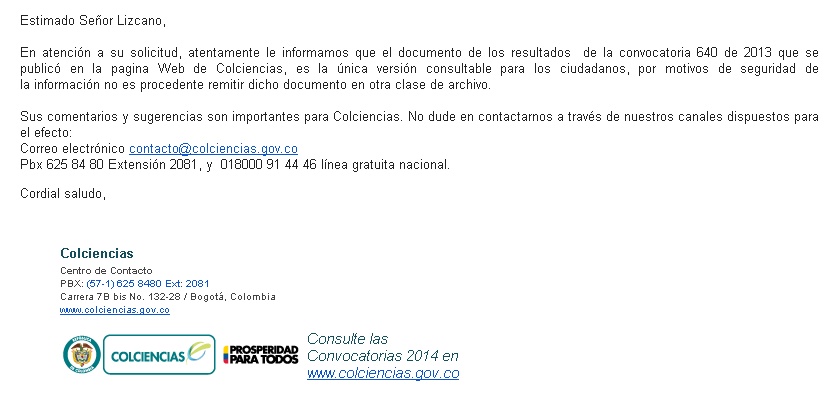 Estimado Señor Lizcano,
En atención a su solicitud, atentamente le informamos que el documento de los resultados de la convocatoria 640 de 2013 que se
publicó en la pagina Web de Colciencias, es la única versión consultable para los ciudadanos, por motivos de seguridad de
la información no es procedente remitir dicho documento en otra clase de archivo.
Sus comentarios y sugerencias son importantes para Colciencias. No dude en contactarnos a través de nuestros canales dispuestos para
el efecto:
Correo electrónico contacto@colciencias.gov.co
Pbx 625 84 80 Extensión 2081, y 018000 91 44 46 línea gratuita nacional.
Cordial saludo,
Colciencias
Centro de Contacto
PBX: (57-1) 625 8480 Ext: 2081
Carrera 7B bis No. 132-28 / Bogotá, Colombia
www.colciencias.gov.co
COLCIENCIAS
PROSPERIDAD
PARA TODOS
Consulte las
Convocatorias 2014 en
www.colciencias.gov.co